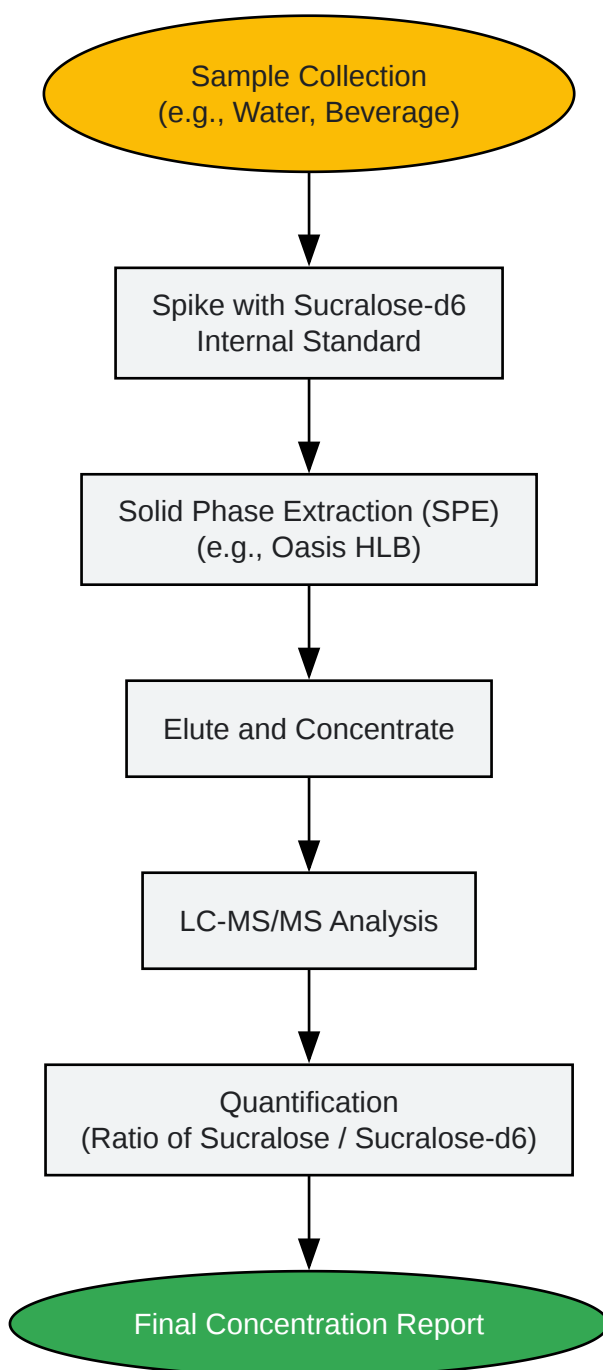 Sample Collection
(e.g., Water, Beverage)
Spike with Sucralose-d6
Internal Standard
Solid Phase Extraction (SPE)
(e.g., Oasis HLB)
Elute and Concentrate
LC-MS/MS Analysis
Quantification
(Ratio of Sucralose / Sucralose-d6)
Final Concentration Report